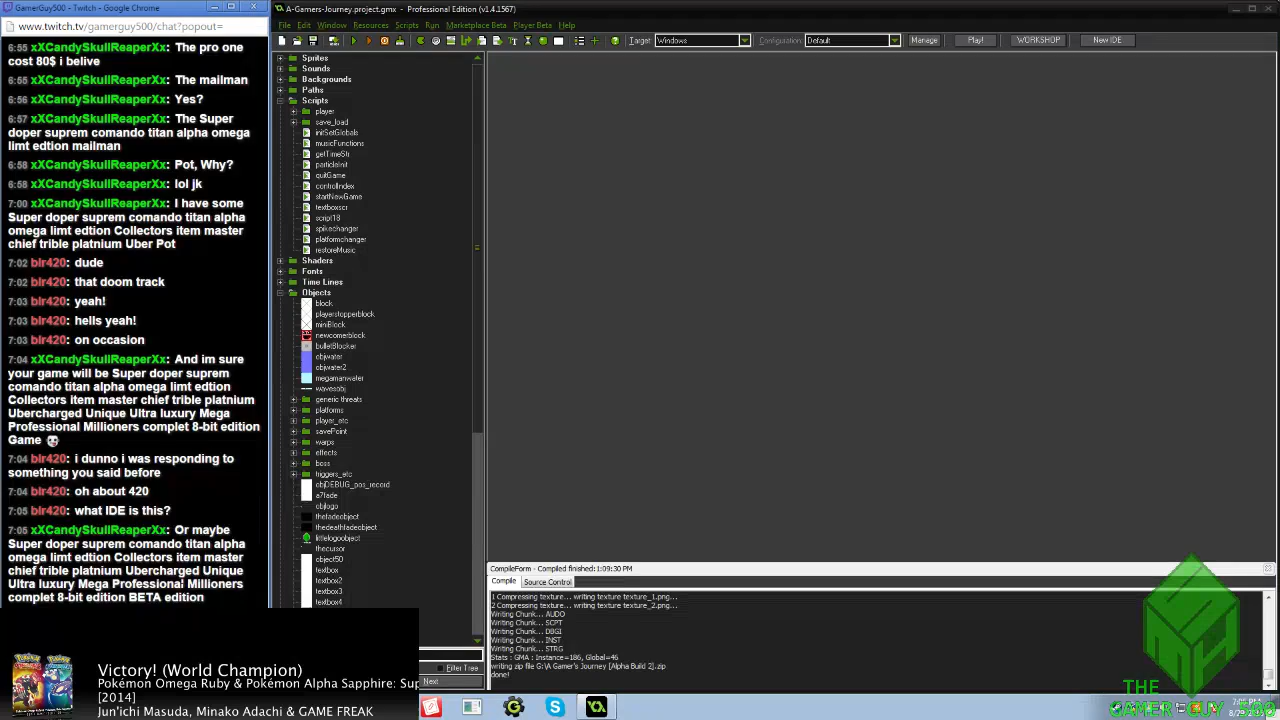 GamerGuy500 - Twitch - Google Chrome
www.twitch.tv/gamerguy500/chat?popout=
6:55 xXCandySkullReaperXx: The pro one
cost 80$ i belive
6:55 xXCandySkullReaperXx: The mailman
6:56 xXCandySkullReaperXx: Yes?
6:57 xXCandySkullReaperXx: The Super
doper suprem comando titan alpha omega
limt edtion mailman
6:58 xXCandySkullReaperXx: Pot, Why?
6:58 xXCandySkullReaperXx: lol jk
7:00 xXCandySkullReaperXx: I have some
Super doper suprem comando titan alpha
omega limt edtion Collectors item master
chief trible platnium Uber Pot
7:02 blr420: dude
7:02 blr420: that doom track
7:03 blr420: yeah!
7:03 blr420: hells yeah!
7:03 blr420: on occasion
7:04 xXCandySkullReaperXx: And im sure
your game will be Super doper suprem
comando titan alpha omega limt edtion
Collectors item master chief trible platnium
Ubercharged Unique Ultra luxury Mega
Professional Millioners complet 8-bit edition
Game
7:04 blr420: i dunno i was responding to
something you said before
7:04 blr420: oh about 420
7:05 blr420: what IDE is this?
7:05 xXCandySkullReaperXx: Or maybe
Super doper suprem comando titan alpha
omega limt edtion Collectors item master
chief trible platnium Ubercharged Unique
Ultra luxury Mega Professional Millioners
complet 8-bit edition BETA edition
Victory! (World Champion)
Pokémon Omega Ruby & Pokémon Alpha Sapphire: Sup
[2014]
Jun'ichi Masuda, Minako Adachi & GAME FREAK
A-Gamers-Journey.project.gmx - Professional Edition (v1.4.1567)
File Edit Window Resources Scripts Run Marketplace Beta Player Beta Help
Target: Windows Configuration: Default Manage Play! WORKSHOP New IDE
Sprites
Sounds
Backgrounds
Paths
Scripts
player
save_load
initSetGlobals
musicFunctions
getTimeStr
particleInit
quitGame
controlIndex
startNewGame
textboxscr
script18
spikechanger
platformchanger
restoreMusic
Shaders
Fonts
Time Lines
Objects
block
playerstopperblock
miniBlock
newcomerblock
bulletBlocker
objwater
objwater2
megamanwater
wavesobj
generic threats
platforms
player_etc
savePoint
warps
effects
boss
triggers_etc
objDEBUG_pos_record
a7fade
objlogo
thefadeobject
thedeathfadeobject
littlelogoobject
thecursor
object50
textbox
textbox2
textbox3
textbox4
Filter Tree
Next
CompileForm - Compiled finished: 1:09:30 PM
Compile Source Control
1 Compressing texture... writing texture texture_1.png...
2 Compressing texture... writing texture texture_2.png...
Writing Chunk... AUDO
Writing Chunk... SCPT
Writing Chunk... DBGI
Writing Chunk... INST
Writing Chunk... STRG
Stats : GMA : Instance=186, Global=46
writing zip file G:\A Gamer's Journey [Alpha Build 2].zip
done!
THE
GAMER GUY 500